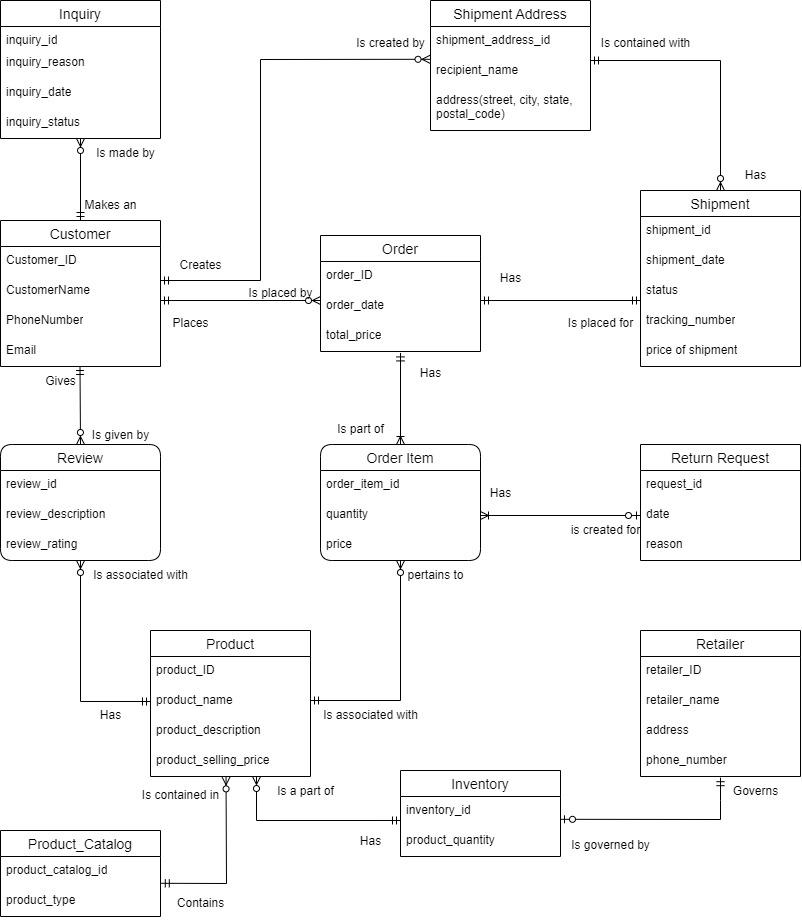 Inquiry
inquiry_id
inquiry_reason
inquiry_date
inquiry_status
Is made by
Makes an
Shipment Address
shipment_address_id
recipient_name
address(street, city, state,
postal_code)
Is created by
Is contained with
Has
Shipment
shipment_id
shipment_date
status
tracking_number
price of shipment
Customer
Customer_ID
CustomerName
PhoneNumber
Email
Creates
Is placed by
Places
Order
order_ID
order_date
total_price
Has
Is placed for
Gives
Is given by
Has
Is part of
Review
review_id
review_description
review_rating
Is associated with
Order Item
order_item_id
quantity
price
Has
is created for
pertains to
Return Request
request_id
date
reason
Product
product_ID
product_name
product_description
product_selling_price
Has
Is associated with
Retailer
retailer_ID
retailer_name
address
phone_number
Governs
Is contained in
Is a part of
Inventory
inventory_id
product_quantity
Has
Is governed by
Product_Catalog
product_catalog_id
product_type
Contains